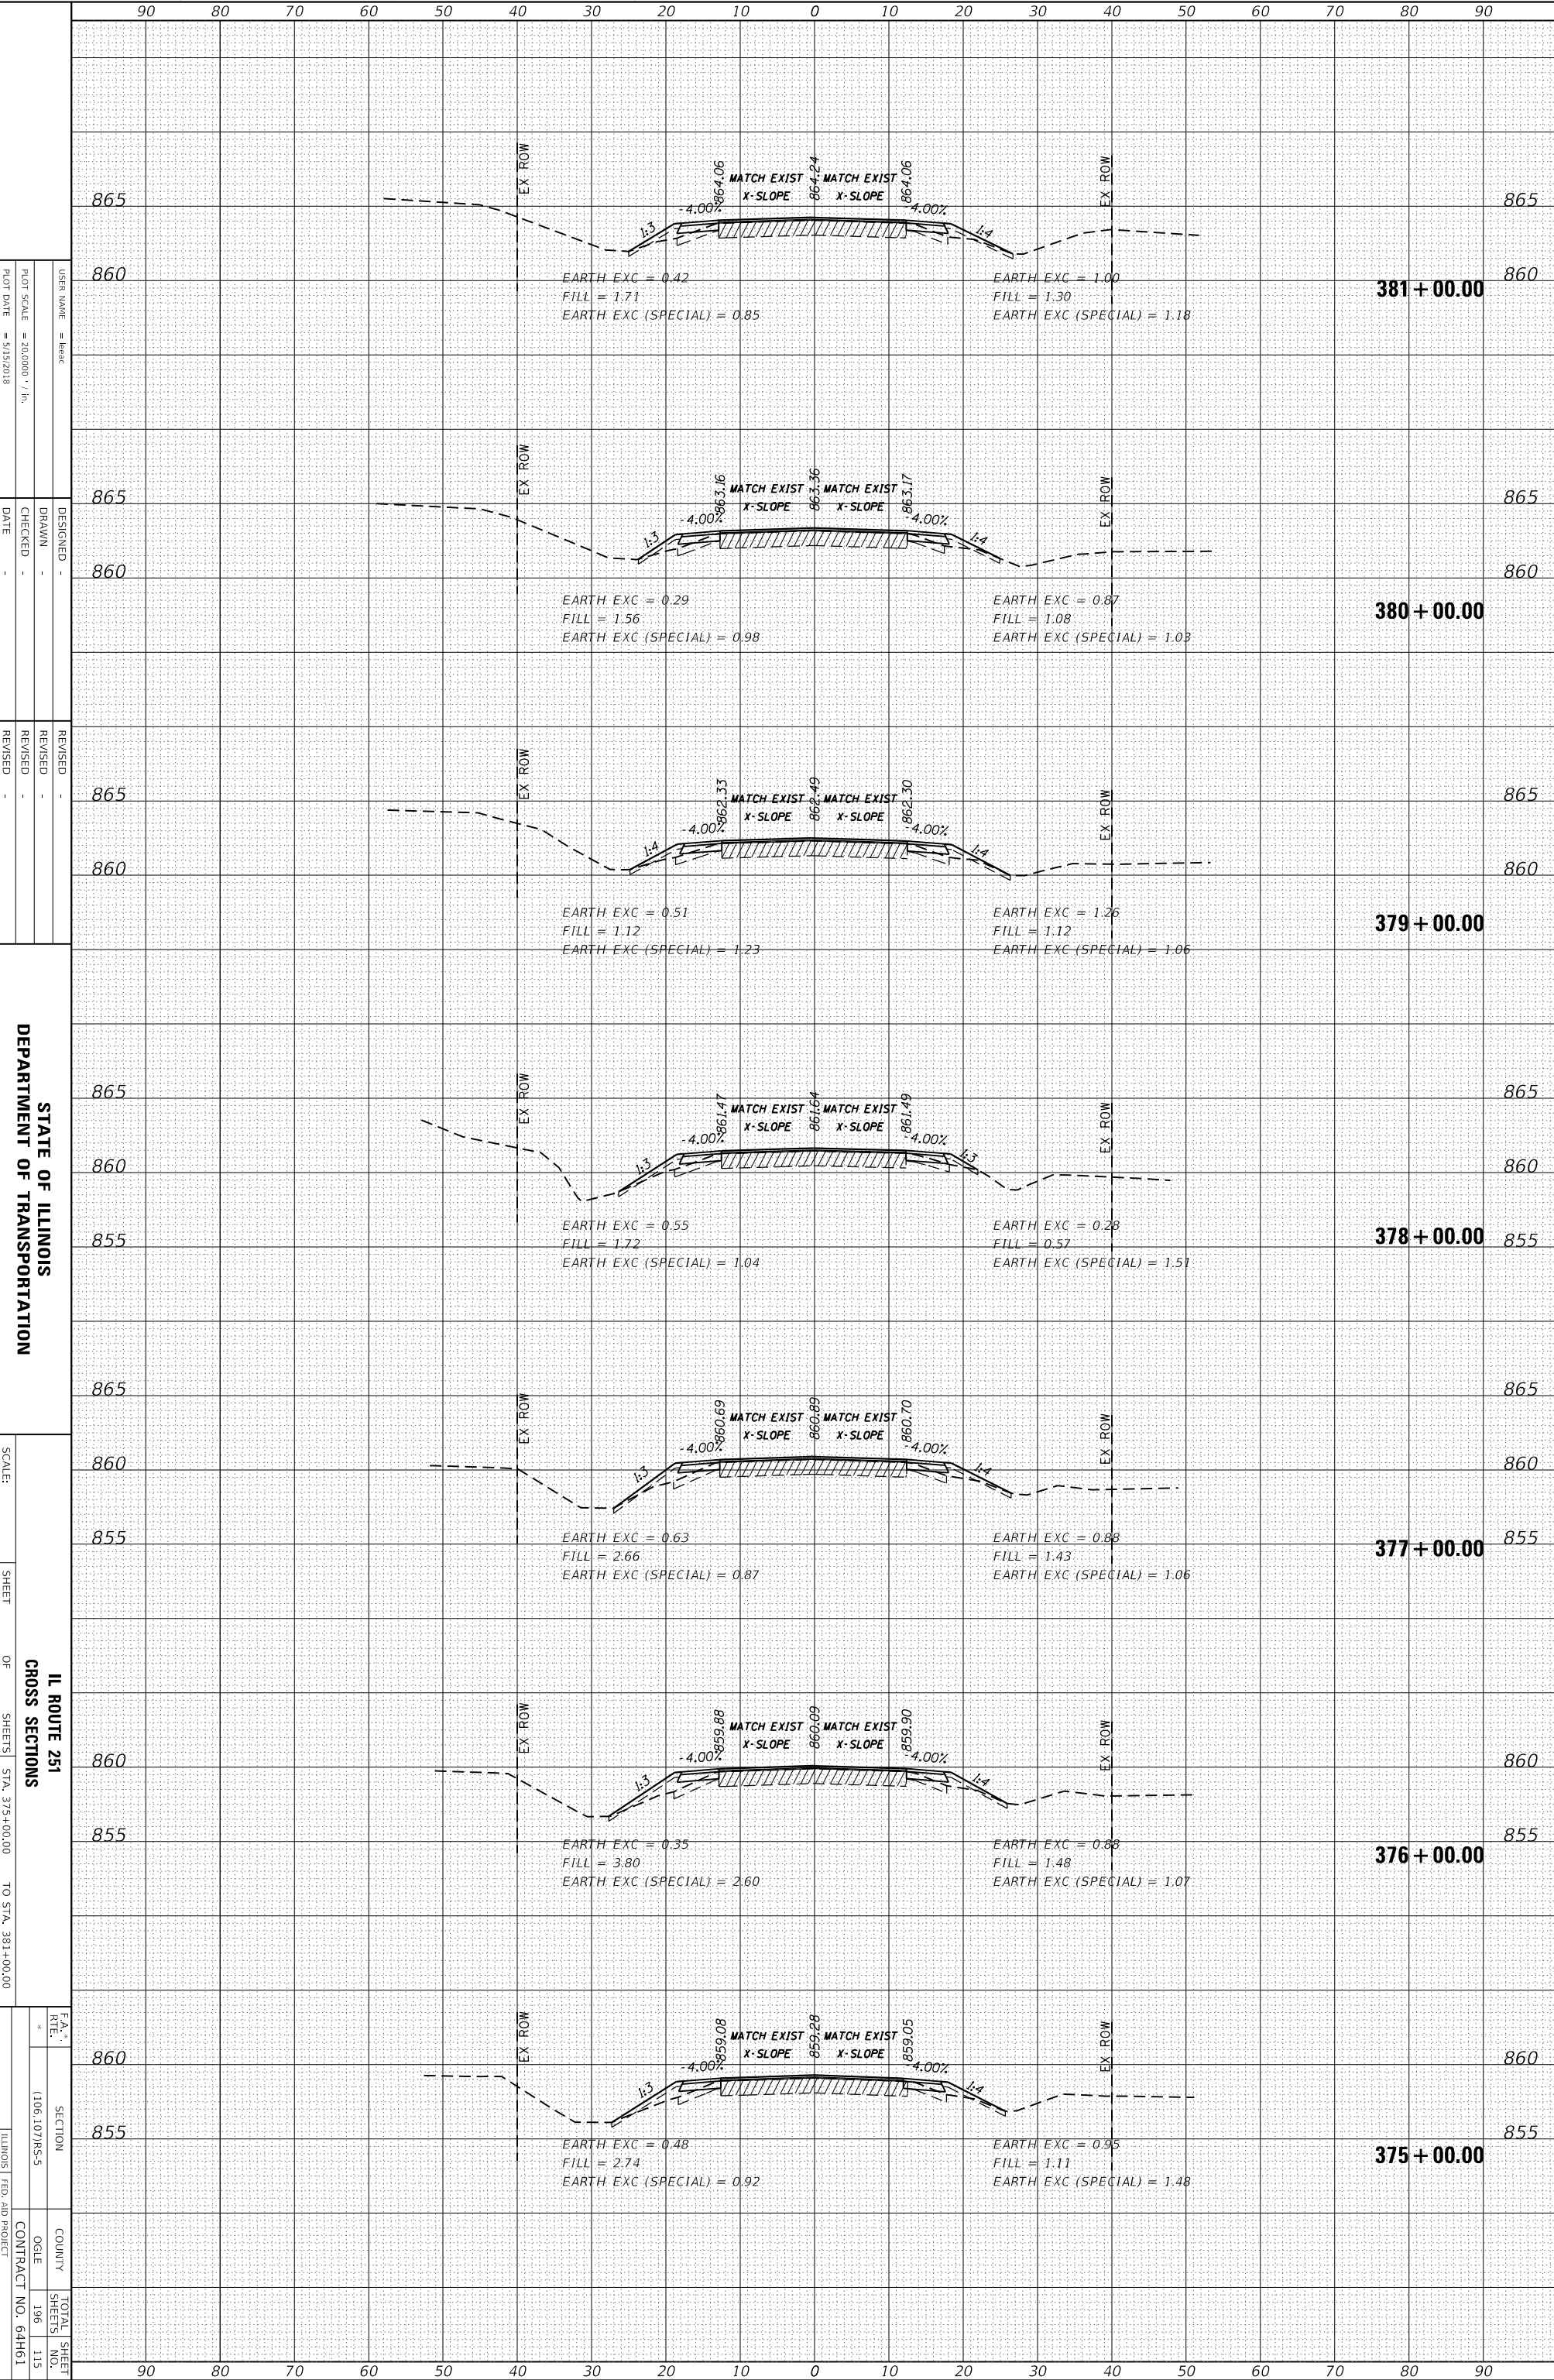 90 80 70 60 50 40 30 20 10 0 10 20 30 40 50 60 70 80 90
EX ROW 864.06 MATCH EXIST 864.24 MATCH EXIST 864.06 EX ROW
X-SLOPE X-SLOPE
865 865
1:3 -4.00% -4.00% 1:4
860 860
EARTH EXC = 0.42 EARTH EXC = 1.00
381+00.00
FILL = 1.71 FILL = 1.30
EARTH EXC (SPECIAL) = 0.85 EARTH EXC (SPECIAL) = 1.18
EX ROW 863.16 MATCH EXIST 863.36 MATCH EXIST 863.17 EX ROW
865 X-SLOPE X-SLOPE 865
1:3 -4.00% -4.00% 1:4
860 860
EARTH EXC = 0.29 EARTH EXC = 0.87
380+00.00
FILL = 1.56 FILL = 1.08
EARTH EXC (SPECIAL) = 0.98 EARTH EXC (SPECIAL) = 1.03
EX ROW 862.33 MATCH EXIST 862.49 MATCH EXIST 862.30 EX ROW
865 865
X-SLOPE X-SLOPE
1:4 -4.00% -4.00% 1:4
860 860
EARTH EXC = 0.51 EARTH EXC = 1.26
379+00.00
FILL = 1.12 FILL = 1.12
EARTH EXC (SPECIAL) = 1.23 EARTH EXC (SPECIAL) = 1.06
865 865
EX ROW 861.47 MATCH EXIST 861.64 MATCH EXIST 861.49 EX ROW
X-SLOPE X-SLOPE
1:3 -4.00% -4.00% 1:3
860 860
EARTH EXC = 0.55 EARTH EXC = 0.28
378+00.00
855 FILL = 1.72 FILL = 0.57 855
EARTH EXC (SPECIAL) = 1.04 EARTH EXC (SPECIAL) = 1.51
865 865
EX ROW 860.69 MATCH EXIST 860.89 MATCH EXIST 860.70 EX ROW
X-SLOPE X-SLOPE
1:3 -4.00% -4.00% 1:4
860 860
855 EARTH EXC = 0.63 EARTH EXC = 0.88 855
377+00.00
FILL = 2.66 FILL = 1.43
EARTH EXC (SPECIAL) = 0.87 EARTH EXC (SPECIAL) = 1.06
EX ROW 859.88 MATCH EXIST 860.09 MATCH EXIST 859.90 EX ROW
X-SLOPE X-SLOPE
860 860
1:3 -4.00% -4.00% 1:4
855 855
EARTH EXC = 0.35 EARTH EXC = 0.88
376+00.00
FILL = 3.80 FILL = 1.48
EARTH EXC (SPECIAL) = 2.60 EARTH EXC (SPECIAL) = 1.07
EX ROW 859.08 MATCH EXIST 859.28 MATCH EXIST 859.05 EX ROW
X-SLOPE X-SLOPE
860 860
1:3 -4.00% -4.00% 1:4
855 855
EARTH EXC = 0.48 EARTH EXC = 0.95
375+00.00
FILL = 2.74 FILL = 1.11
EARTH EXC (SPECIAL) = 0.92 EARTH EXC (SPECIAL) = 1.48
90 80 70 60 50 40 30 20 10 0 10 20 30 40 50 60 70 80 90
USER NAME = leeac
PLOT SCALE = 20.0000 ' / in.
PLOT DATE = 5/15/2018
DESIGNED -
DRAWN -
CHECKED -
DATE -
REVISED -
REVISED -
REVISED -
REVISED -
STATE OF ILLINOIS
DEPARTMENT OF TRANSPORTATION
IL ROUTE 251
CROSS SECTIONS
SCALE: SHEET OF SHEETS STA. 375+00.00 TO STA. 381+00.00
F.A. RTE. SECTION COUNTY TOTAL SHEETS SHEET NO.
* (106,107)RS-5 OGLE 196 115
CONTRACT NO. 64H61
ILLINOIS FED. AID PROJECT